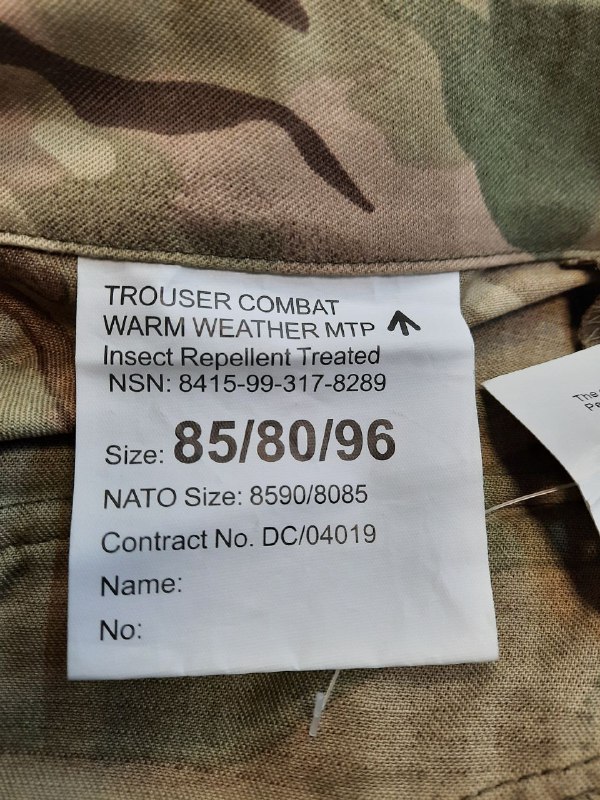 TROUSER COMBAT
WARM WEATHER MTP
Insect Repellent Treated
NSN: 8415-99-317-8289
Size: 85/80/96
NATO Size: 8590/8085
Contract No. DC/04019
Name:
No:
The